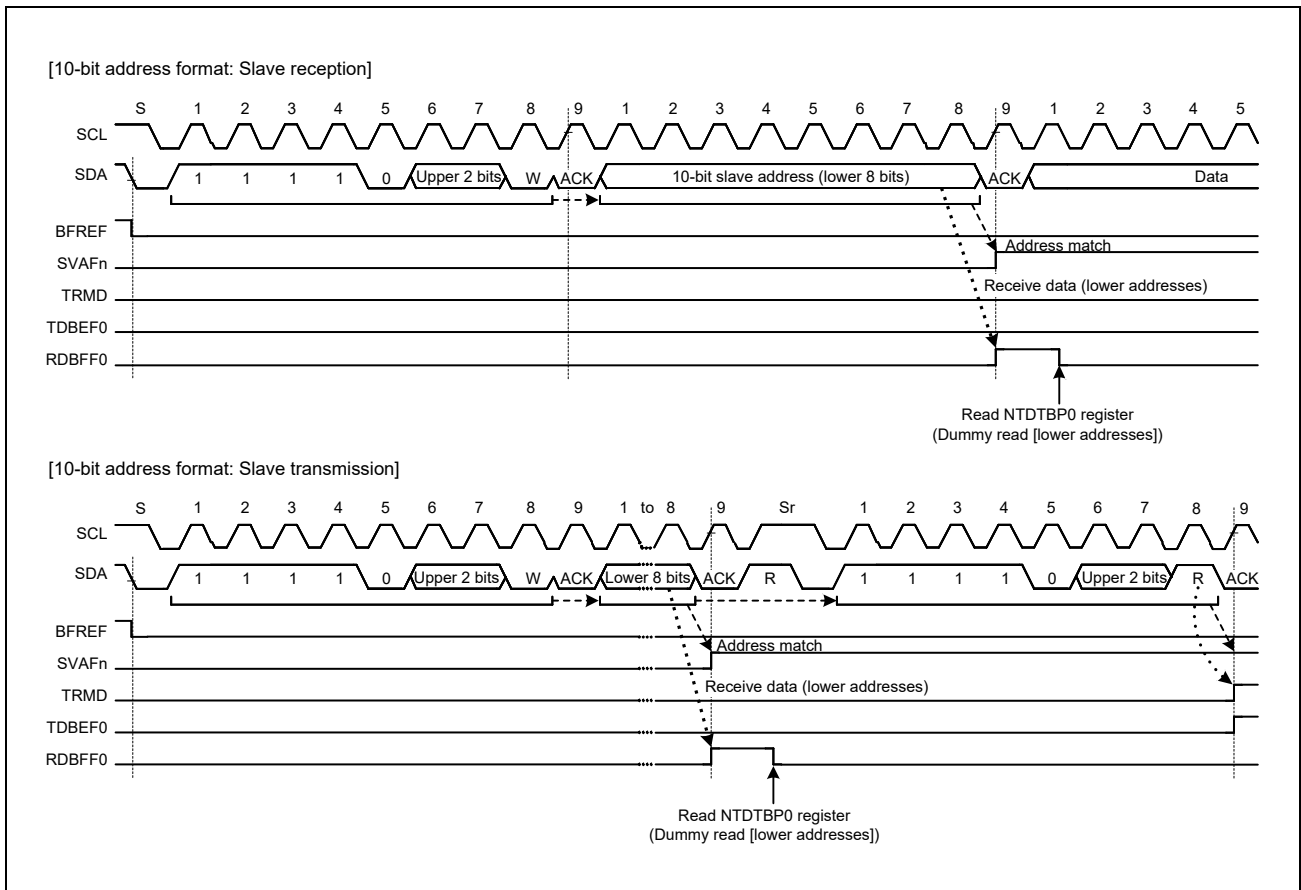 [10-bit address format: Slave reception]
S 1 2 3 4 5 6 7 8 9 1 2 3 4 5 6 7 8 9 1 2 3 4 5
SCL
SDA 1 1 1 1 0 Upper 2 bits W ACK 10-bit slave address (lower 8 bits) ACK Data
BFREF
Address match
SVAFn
Receive data (lower addresses)
TRMD
TDBEF0
RDBFF0
Read NTDTBP0 register
(Dummy read [lower addresses])
[10-bit address format: Slave transmission]
S 1 2 3 4 5 6 7 8 9 1 to 8 9 Sr 1 2 3 4 5 6 7 8 9
SCL
SDA 1 1 1 1 0 Upper 2 bits W ACK Lower 8 bits ACK R 1 1 1 1 0 Upper 2 bits R ACK
BFREF
Address match
SVAFn
Receive data (lower addresses)
TRMD
TDBEF0
RDBFF0
Read NTDTBP0 register
(Dummy read [lower addresses])